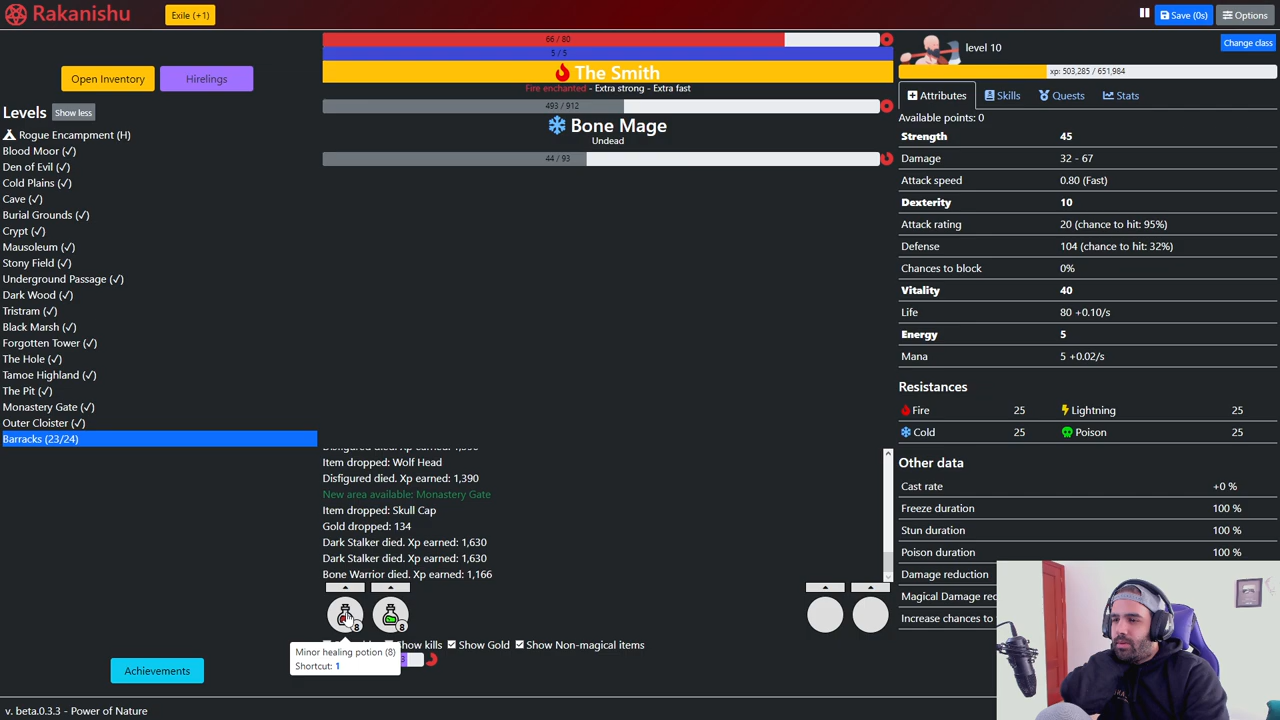 Rakanishu
Exile (+1)
Save (0s)
Options
Open Inventory
Hirelings
Levels Show less
Rogue Encampment (H)
Blood Moor (✓)
Den of Evil (✓)
Cold Plains (✓)
Cave (✓)
Burial Grounds (✓)
Crypt (✓)
Mausoleum (✓)
Stony Field (✓)
Underground Passage (✓)
Dark Wood (✓)
Tristram (✓)
Black Marsh (✓)
Forgotten Tower (✓)
The Hole (✓)
Tamoe Highland (✓)
The Pit (✓)
Monastery Gate (✓)
Outer Cloister (✓)
Barracks (23/24)
Achievements
v. beta.0.3.3 - Power of Nature
66 / 80
5 / 5
The Smith
Fire enchanted - Extra strong - Extra fast
493 / 912
Bone Mage
Undead
44 / 93
Item dropped: Wolf Head
Disfigured died. Xp earned: 1,390
New area available: Monastery Gate
Item dropped: Skull Cap
Gold dropped: 134
Dark Stalker died. Xp earned: 1,630
Dark Stalker died. Xp earned: 1,630
Bone Warrior died. Xp earned: 1,166
8
8
Show kills Show Gold Show Non-magical items
Minor healing potion (8)
Shortcut: 1
level 10
Change class
xp: 503,285 / 651,984
Attributes Skills Quests Stats
Available points: 0
Strength 45
Damage 32 - 67
Attack speed 0.80 (Fast)
Dexterity 10
Attack rating 20 (chance to hit: 95%)
Defense 104 (chance to hit: 32%)
Chances to block 0%
Vitality 40
Life 80 +0.10/s
Energy 5
Mana 5 +0.02/s
Resistances
Fire 25 Lightning 25
Cold 25 Poison 25
Other data
Cast rate +0 %
Freeze duration 100 %
Stun duration 100 %
Poison duration 100 %
Damage reduction
Magical Damage
Increase chances to